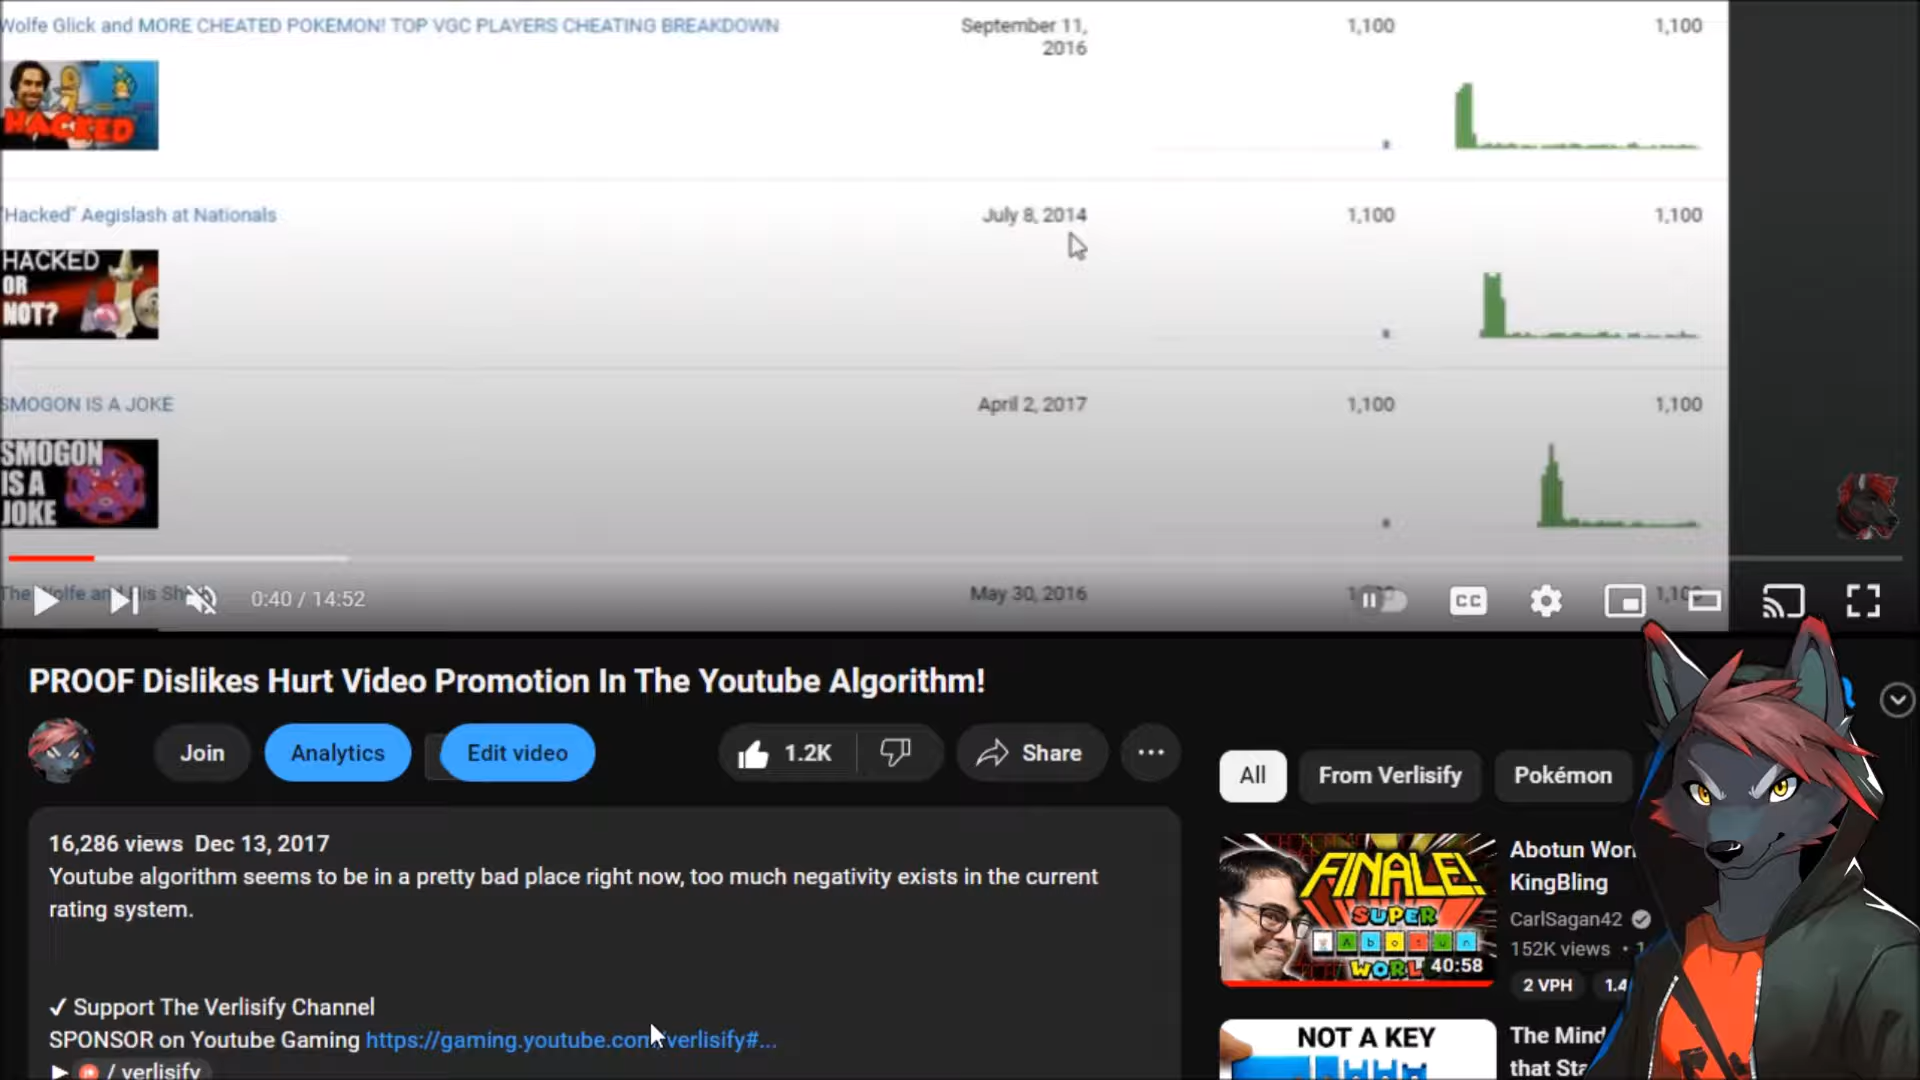 Wolfe Glick and MORE CHEATED POKEMON! TOP VGC PLAYERS CHEATING BREAKDOWN
September 11,
2016
1,100
1,100
HACKED
"Hacked" Aegislash at Nationals
July 8, 2014
1,100
1,100
HACKED
OR
NOT?
SMOGON IS A JOKE
April 2, 2017
1,100
1,100
SMOGON
IS A
JOKE
The Wolfe and His
May 30, 2016
0:40 / 14:52
CC
PROOF Dislikes Hurt Video Promotion In The Youtube Algorithm!
Join
Analytics
Edit video
1.2K
Share
All
From Verlisify
Pokémon
16,286 views Dec 13, 2017
Youtube algorithm seems to be in a pretty bad place right now, too much negativity exists in the current
rating system.
✓ Support The Verlisify Channel
SPONSOR on Youtube Gaming https://gaming.youtube.com/verlisify#...
/ verlisify
FINALE!
SUPER
Abotun
WORL
40:58
Abotun Wor
KingBling
CarlSagan42
152K views
2 VPH
1.4
NOT A KEY
The Mind
that Sta